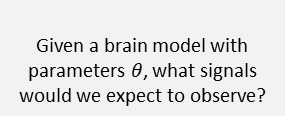 Given a brain model with
parameters θ, what signals
would we expect to observe?